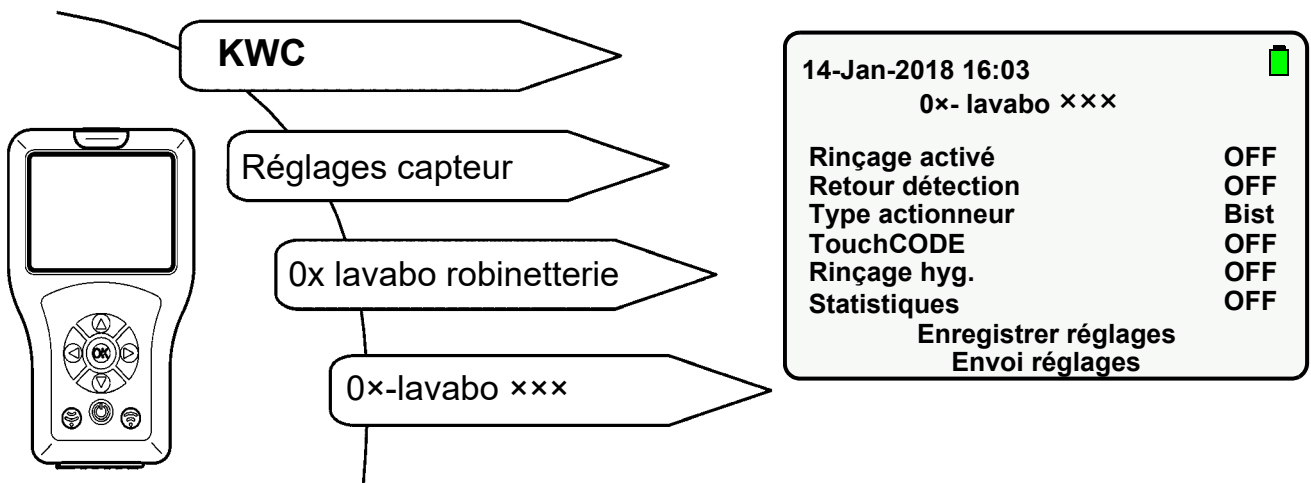 KWC
Réglages capteur
0x lavabo robinetterie
0×-lavabo ×××
OK
14-Jan-2018 16:03
0×- lavabo ×××
Rinçage activé OFF
Retour détection OFF
Type actionneur Bist
TouchCODE OFF
Rinçage hyg. OFF
Statistiques OFF
Enregistrer réglages
Envoi réglages